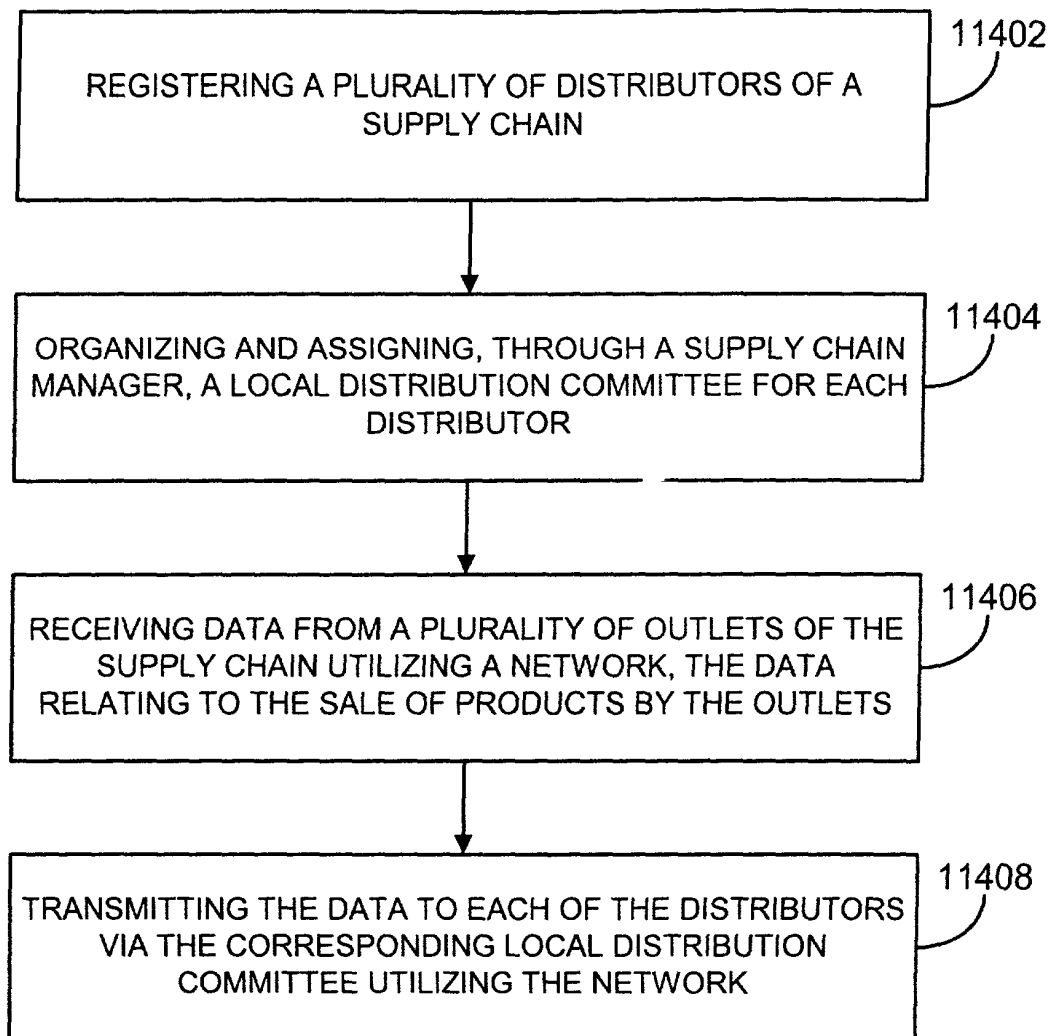 11402
REGISTERING A PLURALITY OF DISTRIBUTORS OF A
SUPPLY CHAIN
11404
ORGANIZING AND ASSIGNING, THROUGH A SUPPLY CHAIN
MANAGER, A LOCAL DISTRIBUTION COMMITTEE FOR EACH
DISTRIBUTOR
11406
RECEIVING DATA FROM A PLURALITY OF OUTLETS OF THE
SUPPLY CHAIN UTILIZING A NETWORK, THE DATA
RELATING TO THE SALE OF PRODUCTS BY THE OUTLETS
11408
TRANSMITTING THE DATA TO EACH OF THE DISTRIBUTORS
VIA THE CORRESPONDING LOCAL DISTRIBUTION
COMMITTEE UTILIZING THE NETWORK